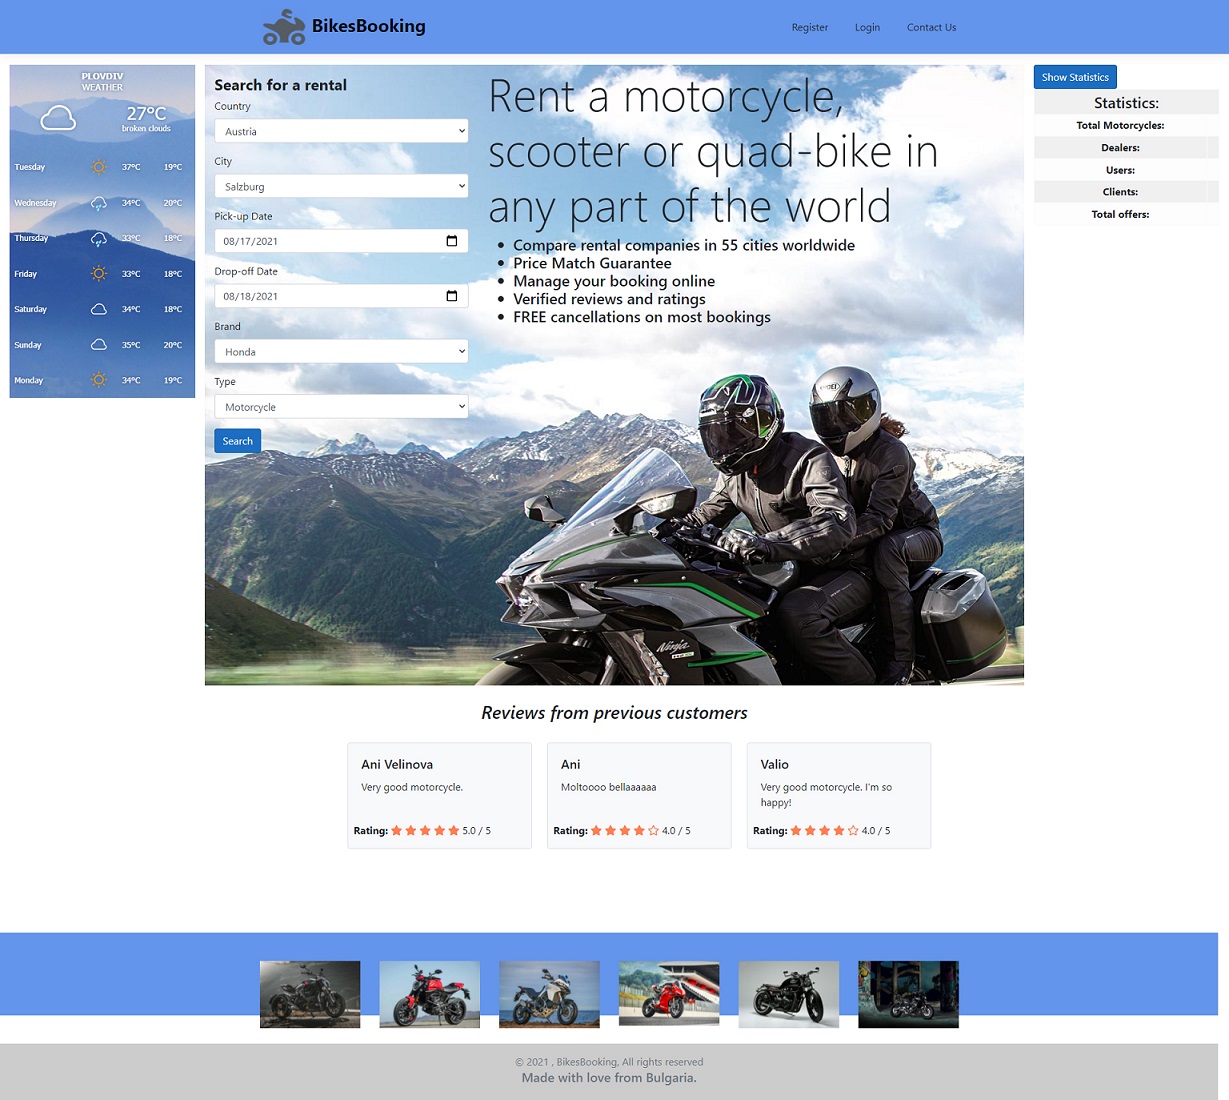 BikesBooking
Register
Login
Contact Us
PLOVDIV
WEATHER
27°C
broken clouds
Tuesday 37°C 19°C
Wednesday 34°C 20°C
Thursday 33°C 18°C
Friday 33°C 18°C
Saturday 34°C 18°C
Sunday 35°C 20°C
Monday 34°C 19°C
Search for a rental
Country
Austria
City
Salzburg
Pick-up Date
08/17/2021
Drop-off Date
08/18/2021
Brand
Honda
Type
Motorcycle
Search
Rent a motorcycle,
scooter or quad-bike in
any part of the world
Compare rental companies in 55 cities worldwide
Price Match Guarantee
Manage your booking online
Verified reviews and ratings
FREE cancellations on most bookings
Ninja
Show Statistics
Statistics:
Total Motorcycles:
Dealers:
Users:
Clients:
Total offers:
Reviews from previous customers
Ani Velinova
Very good motorcycle.
Rating: 5.0 / 5
Ani
Moltoooo bellaaaaaa
Rating: 4.0 / 5
Valio
Very good motorcycle. I'm so
happy!
Rating: 4.0 / 5
© 2021 , BikesBooking, All rights reserved
Made with love from Bulgaria.